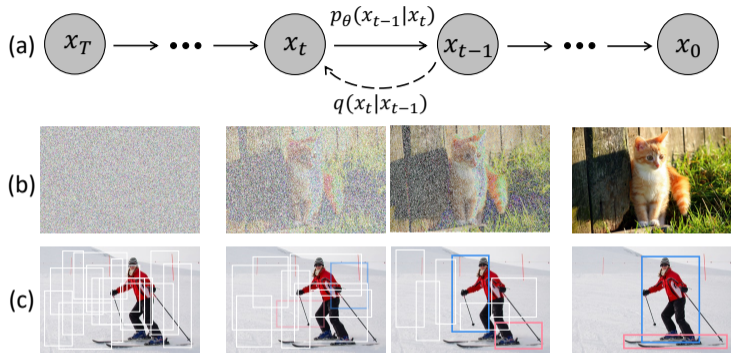 p_θ(x_{t−1}|x_t)
(a) x_T ••• x_t x_{t−1} ••• x_0
q(x_t|x_{t−1})
(b)
(c)